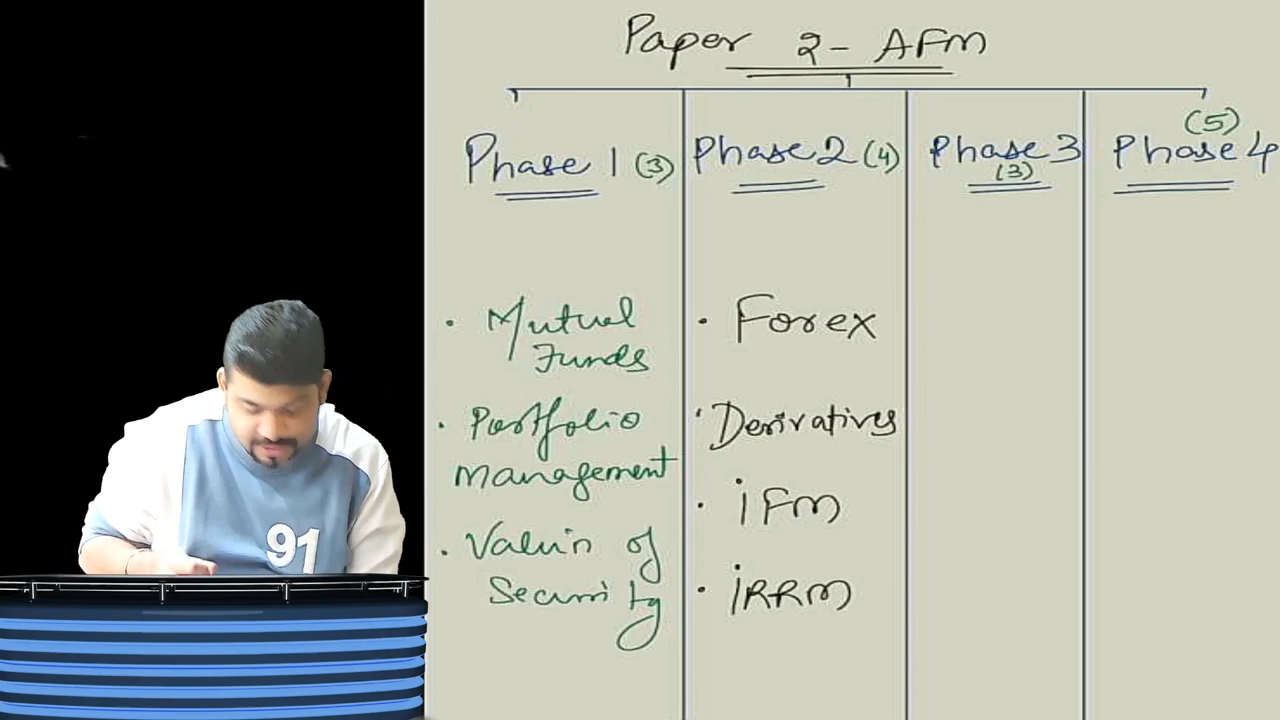 Paper 2- AFM
Phase 1 (3)
Phase 2 (4)
Phase 3
(3)
(5)
Phase 4
• Mutual
Funds
• Portfolio
Management
• Valuin of
Security
• Forex
• Derivatives
• IFM
• IRRM
91